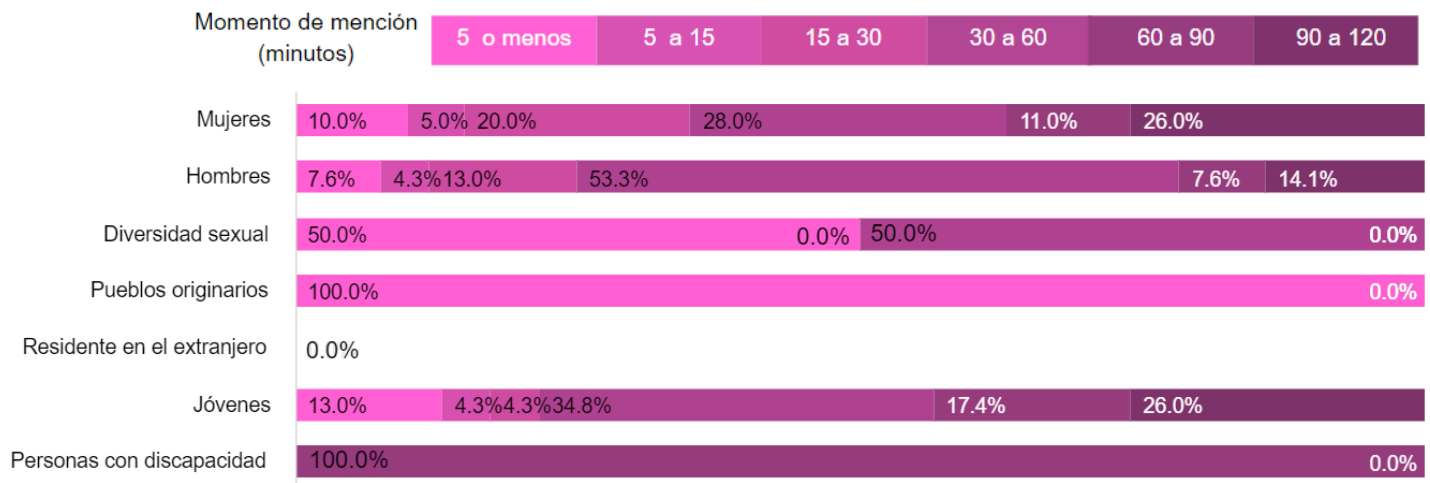 Momento de mención
(minutos)
5 o menos 5 a 15 15 a 30 30 a 60 60 a 90 90 a 120
Mujeres 10.0% 5.0% 20.0% 28.0% 11.0% 26.0%
Hombres 7.6% 4.3% 13.0% 53.3% 7.6% 14.1%
Diversidad sexual 50.0% 0.0% 50.0% 0.0%
Pueblos originarios 100.0% 0.0%
Residente en el extranjero 0.0%
Jóvenes 13.0% 4.3% 4.3% 34.8% 17.4% 26.0%
Personas con discapacidad 100.0% 0.0%